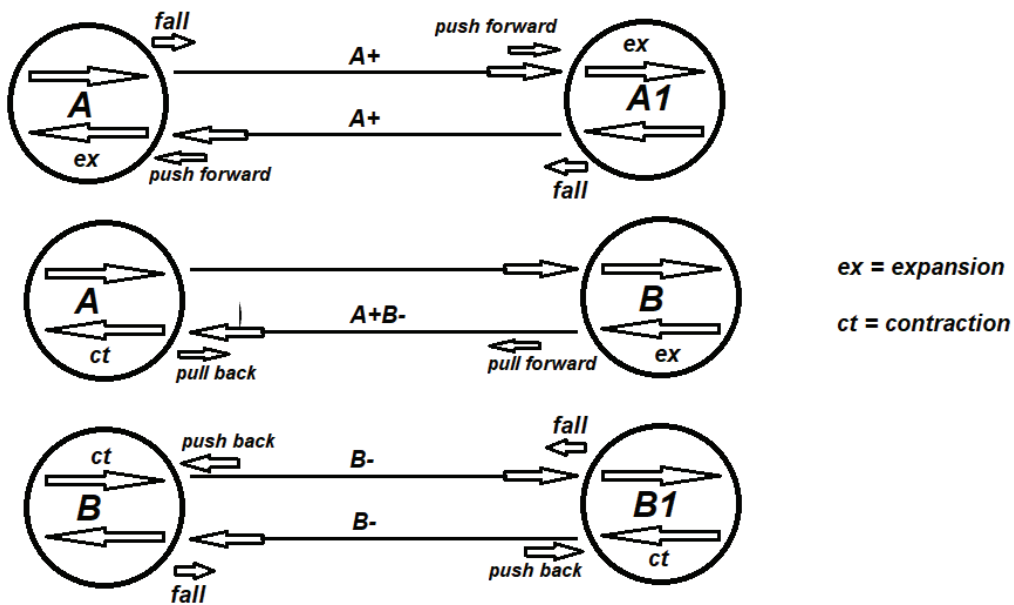 fall
push forward
ex
A+
A
A1
A+
ex
push forward
fall
A
B
ex = expansion
A+B-
ct
ex
ct = contraction
pull back
pull forward
fall
ct
push back
B-
B
B1
B-
ct
push back
fall